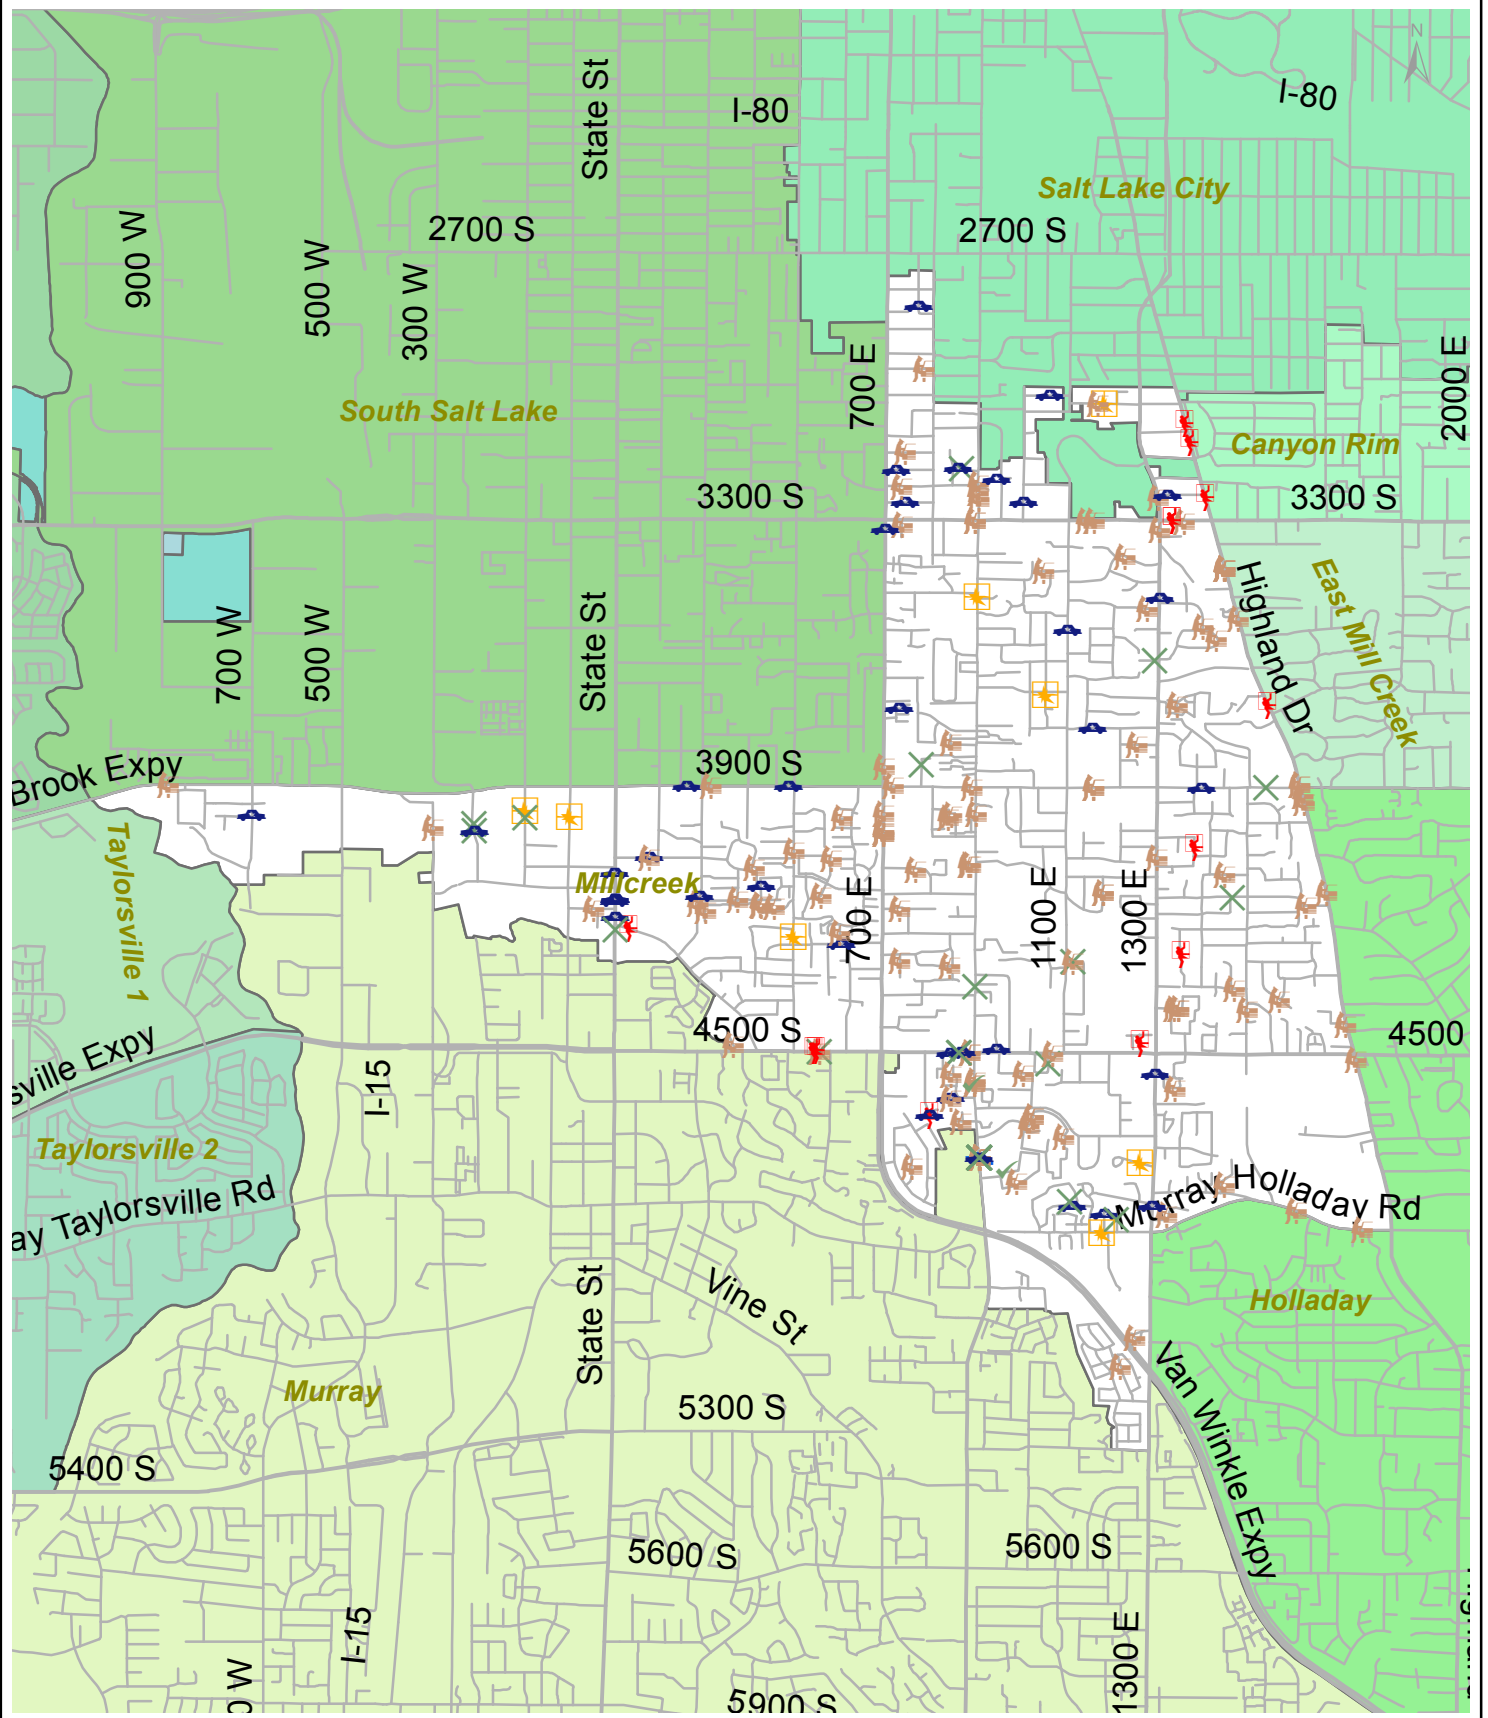 N
I-80
State St
I-80
Salt Lake City
900 W
2700 S
2700 S
500 W
300 W
700 E
2000 E
South Salt Lake
Canyon Rim
3300 S
3300 S
Highland Dr
East Mill Creek
State St
700 W
500 W
3900 S
Brook Expy
Taylorsville 1
Millcreek
700 E
1100 E
1300 E
4500 S
4500
sville Expy
I-15
Taylorsville 2
ay Taylorsville Rd
Murray Holladay Rd
Vine St
State St
Holladay
Murray
5300 S
Van Winkle Expy
5400 S
5600 S
5600 S
I-15
1300 E
0 W
5900 S